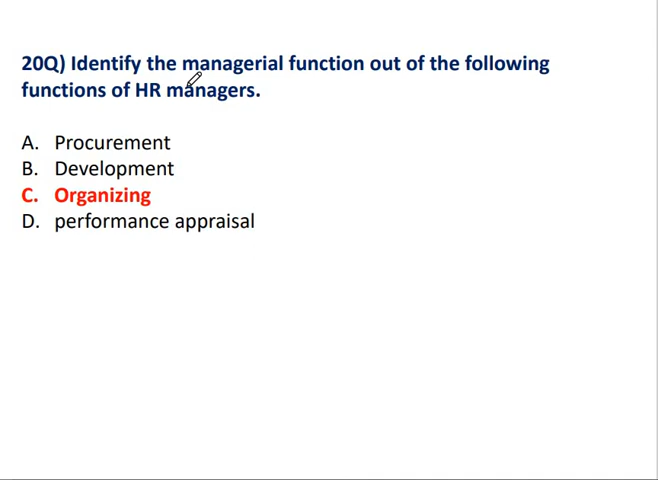 20Q) Identify the managerial function out of the following
functions of HR managers.
A. Procurement
B. Development
C. Organizing
D. performance appraisal